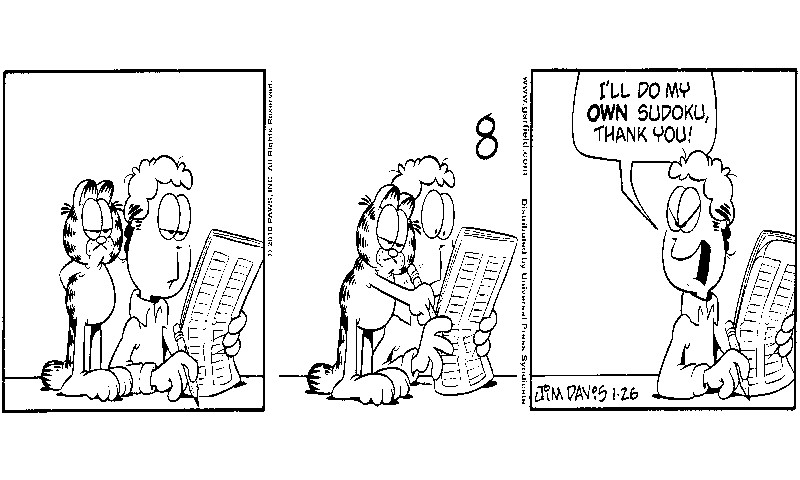 © 2010 PAWS, INC. All Rights Reserved.
8
www.garfield.com
Distributed by Universal Press Syndicate
I'LL DO MY
OWN SUDOKU,
THANK YOU!
JIM DAVIS 1·26